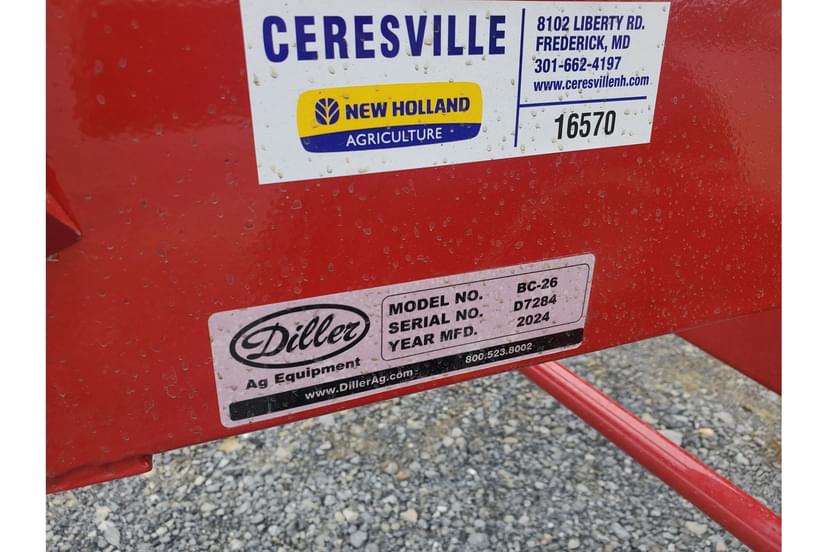 CERESVILLE
NEW HOLLAND
AGRICULTURE
8102 LIBERTY RD.
FREDERICK, MD
301-662-4197
www.ceresvillenh.com
16570
Diller
Ag Equipment
MODEL NO. BC-26
SERIAL NO. D7284
YEAR MFD. 2024
www.DillerAg.com 800.523.8002